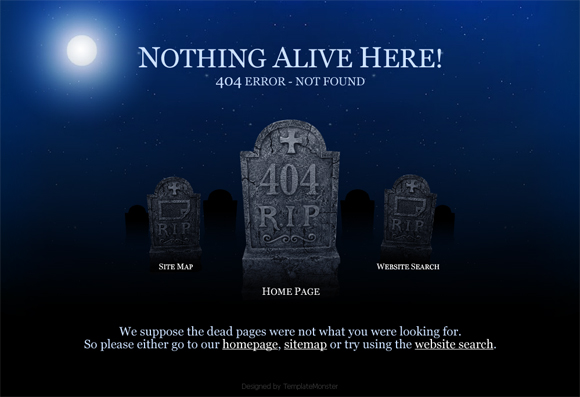 Nothing Alive Here!
404 error - not found
404
R.I.P
RIP
RIP
Site Map
Website Search
Home Page
We suppose the dead pages were not what you were looking for.
So please either go to our homepage, sitemap or try using the website search.
Designed by TemplateMonster